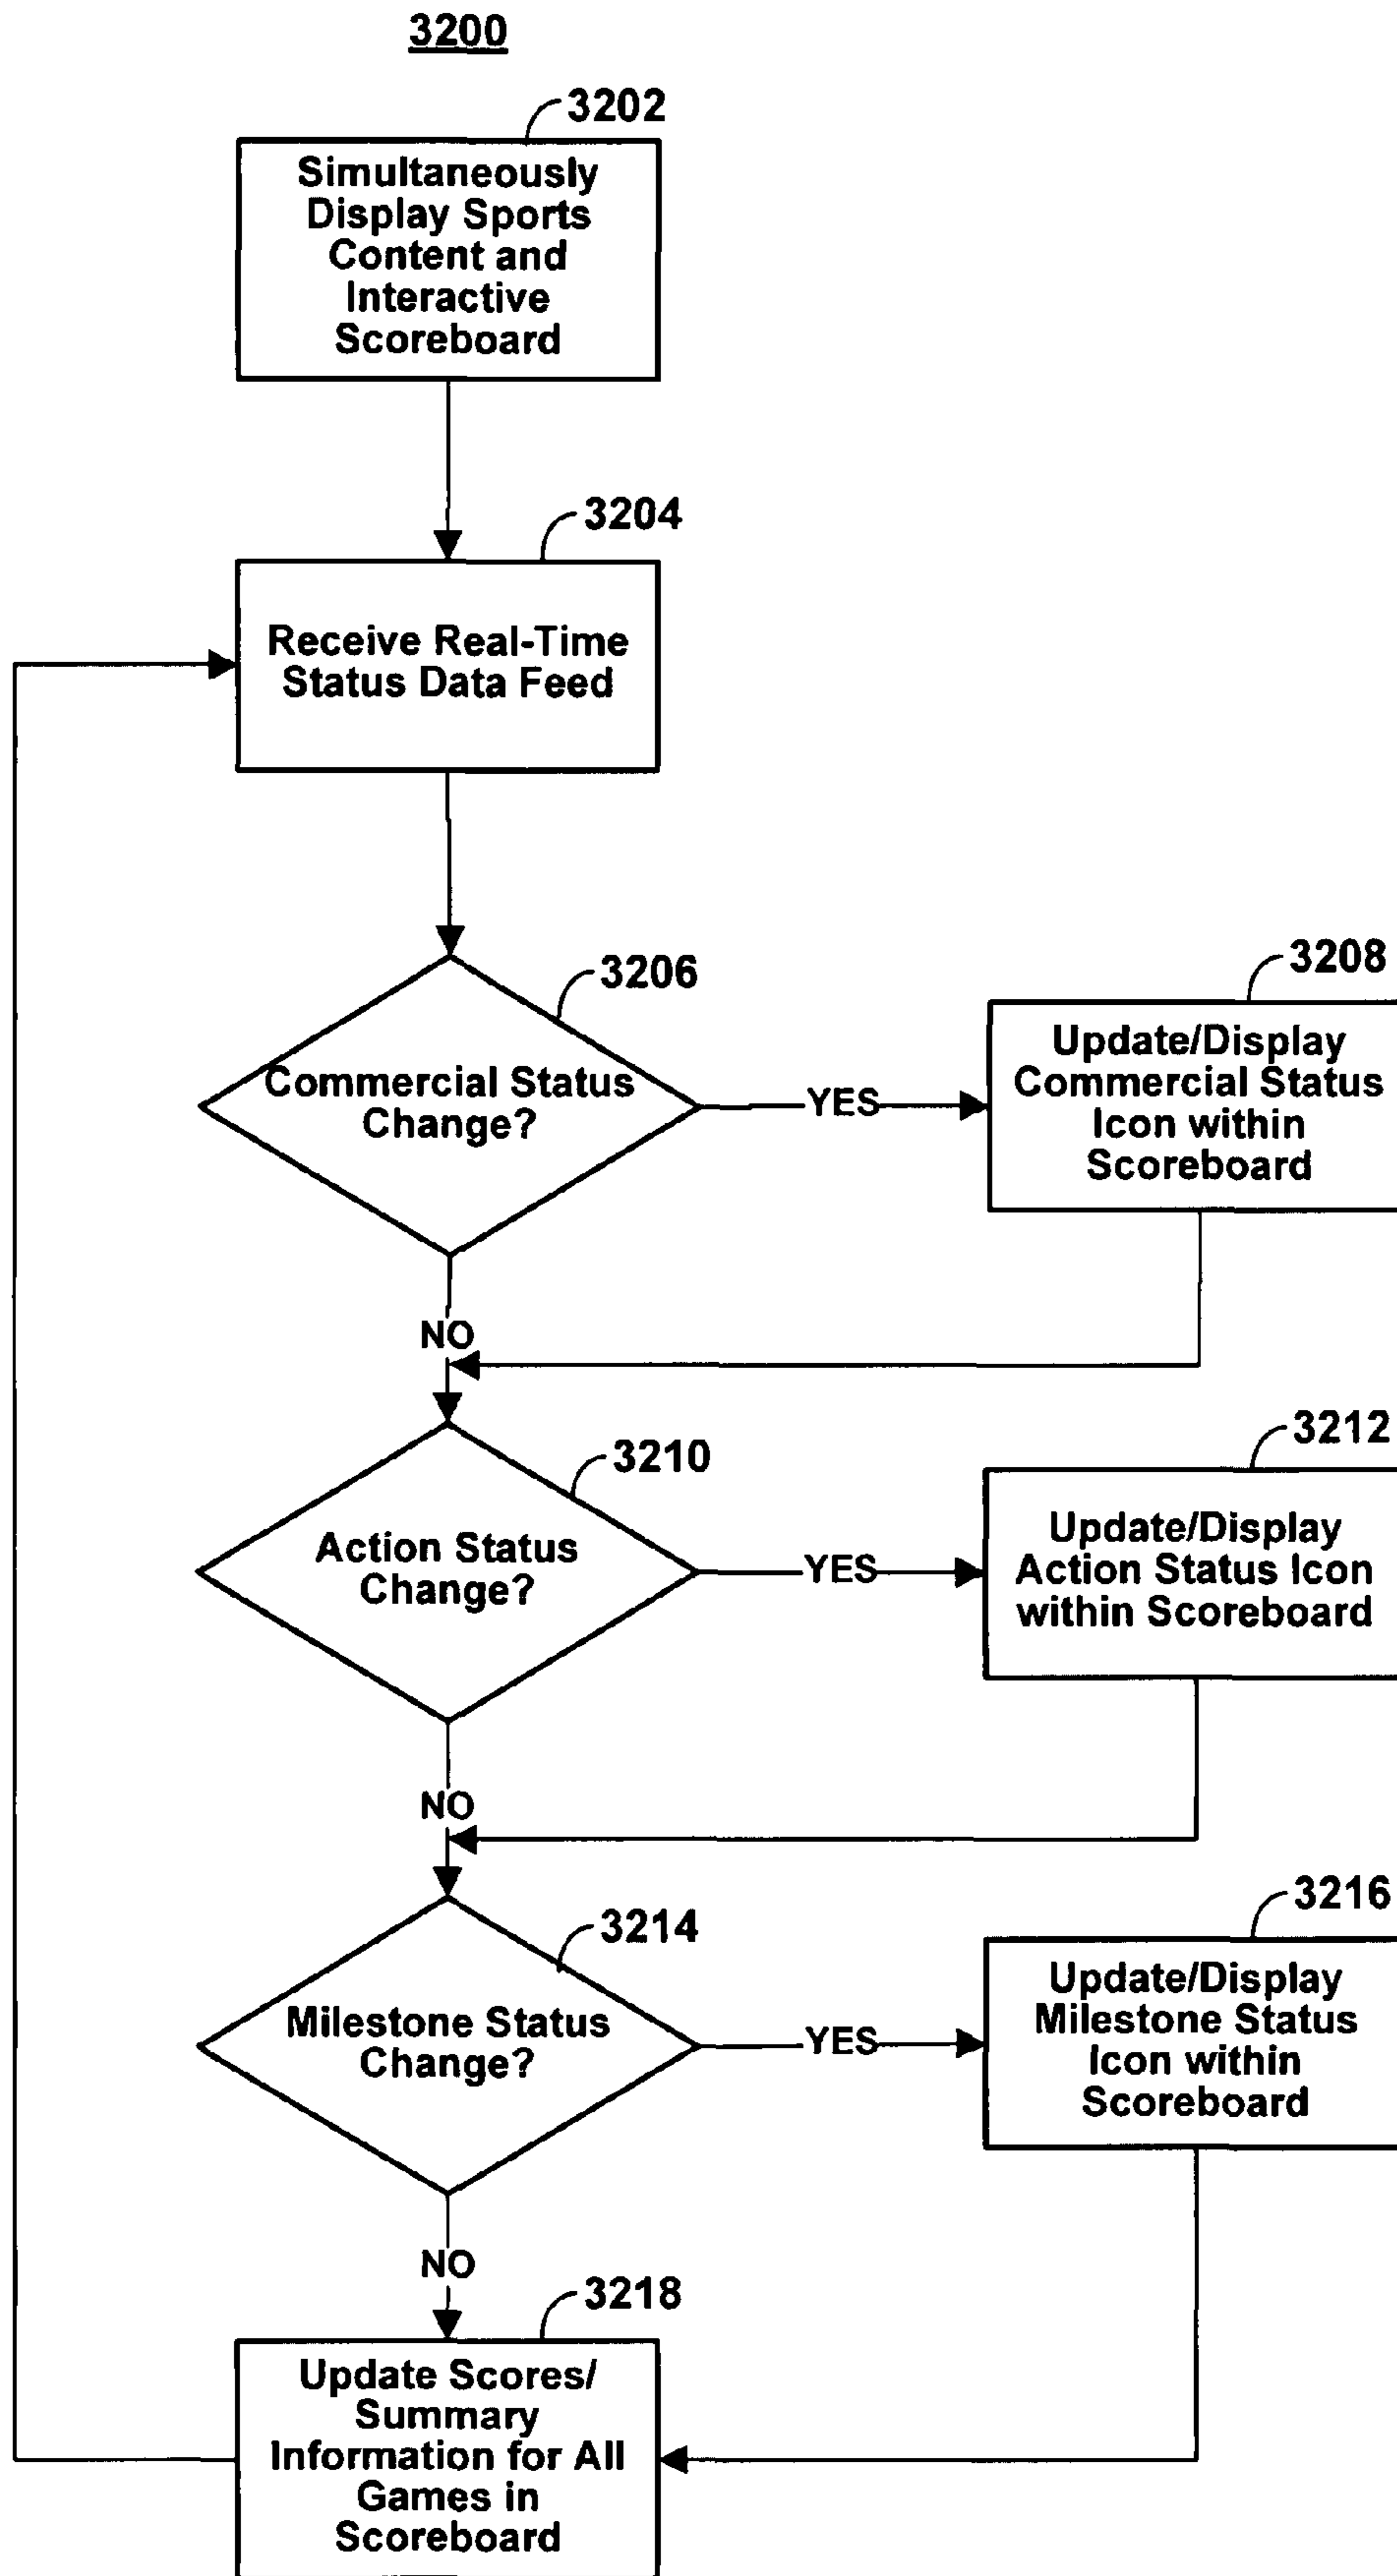 3200
3202
Simultaneously
Display Sports
Content and
Interactive
Scoreboard
3204
Receive Real-Time
Status Data Feed
3206
Commercial Status
Change?
YES
3208
Update/Display
Commercial Status
Icon within
Scoreboard
NO
3210
Action Status
Change?
YES
3212
Update/Display
Action Status Icon
within Scoreboard
NO
3214
Milestone Status
Change?
YES
3216
Update/Display
Milestone Status
Icon within
Scoreboard
NO
3218
Update Scores/
Summary
Information for All
Games in
Scoreboard